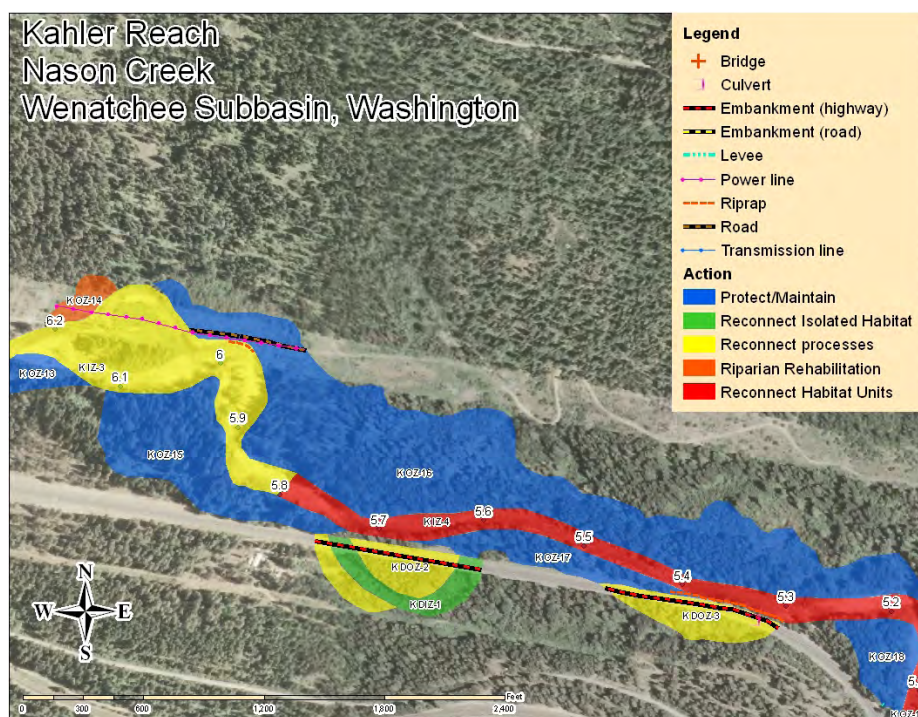 Kahler Reach
Nason Creek
Wenatchee Subbasin, Washington
Legend
Bridge
Culvert
Embankment (highway)
Embankment (road)
Levee
Power line
Riprap
Road
Transmission line
Action
Protect/Maintain
Reconnect Isolated Habitat
Reconnect processes
Riparian Rehabilitation
Reconnect Habitat Units
KOZ-14
6.2
6
KIZ-3
KOZ-13
6.1
5.9
KOZ-15
KOZ-16
5.8
5.7
KIZ-4
5.6
5.5
KOZ-17
KDOZ-2
5.4
KDIZ-1
5.3
5.2
KDOZ-3
KOZ-18
N
W E
S
Feet
0 300 600 1,200 1,800 2,400